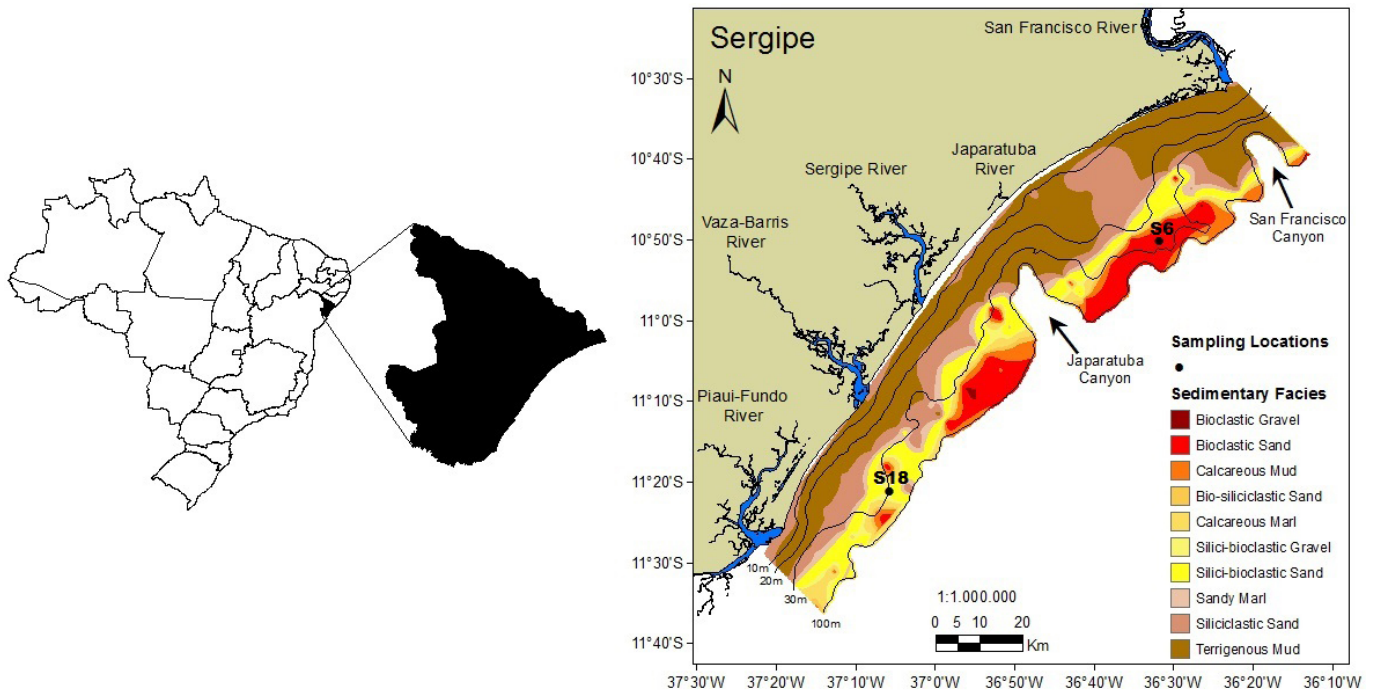 Sergipe
N
San Francisco River
Japaratuba
River
Sergipe River
Vaza-Barris
River
Piaui-Fundo
River
San Francisco
Canyon
Japaratuba
Canyon
S6
S18
10m
20m
30m
100m
10°30'S
10°40'S
10°50'S
11°0'S
11°10'S
11°20'S
11°30'S
11°40'S
Sampling Locations
Sedimentary Facies
Bioclastic Gravel
Bioclastic Sand
Calcareous Mud
Bio-siliciclastic Sand
Calcareous Marl
Silici-bioclastic Gravel
Silici-bioclastic Sand
Sandy Marl
Siliciclastic Sand
Terrigenous Mud
1:1.000.000
0 5 10 20
Km
37°30'W 37°20'W 37°10'W 37°0'W 36°50'W 36°40'W 36°30'W 36°20'W 36°10'W